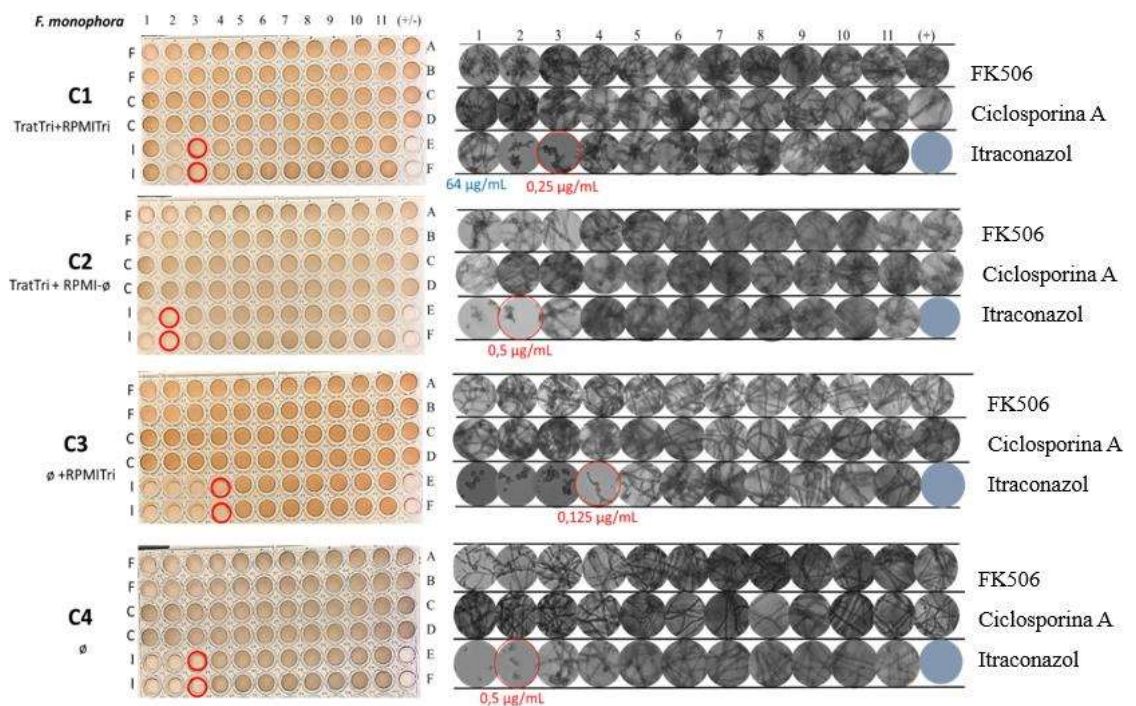 F. monophora 1 2 3 4 5 6 7 8 9 10 11 (+/-)
1 2 3 4 5 6 7 8 9 10 11 (+)
F A
F B
C1
C C
TratTri+RPMITri
C D
I E
I F
FK506
Ciclosporina A
Itraconazol
64 µg/mL 0,25 µg/mL
F A
F B
C2
C C
TratTri + RPMI-ø
C D
I E
I F
FK506
Ciclosporina A
Itraconazol
0,5 µg/mL
F A
F B
C3
C C
ø +RPMITri
C D
I E
I F
FK506
Ciclosporina A
Itraconazol
0,125 µg/mL
F A
F B
C4
C C
ø
C D
I E
I F
FK506
Ciclosporina A
Itraconazol
0,5 µg/mL